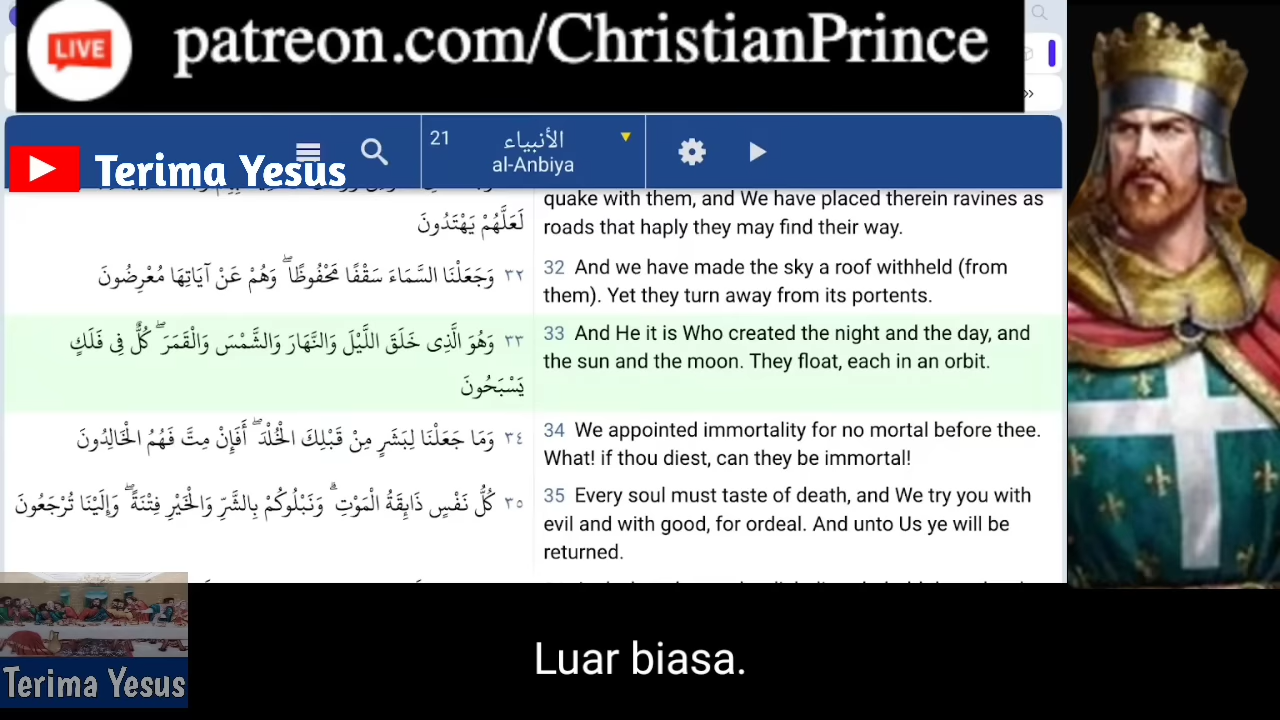 LIVE
patreon.com/ChristianPrince
»
21
الأنبياء
al-Anbiya
Terima Yesus
لَعَلَّهُمْ يَهْتَدُونَ
quake with them, and We have placed therein ravines as
roads that haply they may find their way.
٣٢ وَجَعَلْنَا السَّمَاءَ سَقْفًا مَّحْفُوظًا ۖ وَهُمْ عَنْ آيَاتِهَا مُعْرِضُونَ
32 And we have made the sky a roof withheld (from
them). Yet they turn away from its portents.
٣٣ وَهُوَ الَّذِى خَلَقَ اللَّيْلَ وَالنَّهَارَ وَالشَّمْسَ وَالْقَمَرَ ۖ كُلٌّ فِى فَلَكٍ
يَسْبَحُونَ
33 And He it is Who created the night and the day, and
the sun and the moon. They float, each in an orbit.
٣٤ وَمَا جَعَلْنَا لِبَشَرٍ مِنْ قَبْلِكَ الْخُلْدَ ۖ أَفَإِنْ مِتَّ فَهُمُ الْخَالِدُونَ
34 We appointed immortality for no mortal before thee.
What! if thou diest, can they be immortal!
٣٥ كُلُّ نَفْسٍ ذَابِقَةُ الْمَوْتِ ۗ وَنَبْلُوكُمْ بِالشَّرِّ وَالْخَيْرِ فِتْنَةً ۖ وَإِلَيْنَا تُرْجَعُونَ
35 Every soul must taste of death, and We try you with
evil and with good, for ordeal. And unto Us ye will be
returned.
Terima Yesus
Luar biasa.